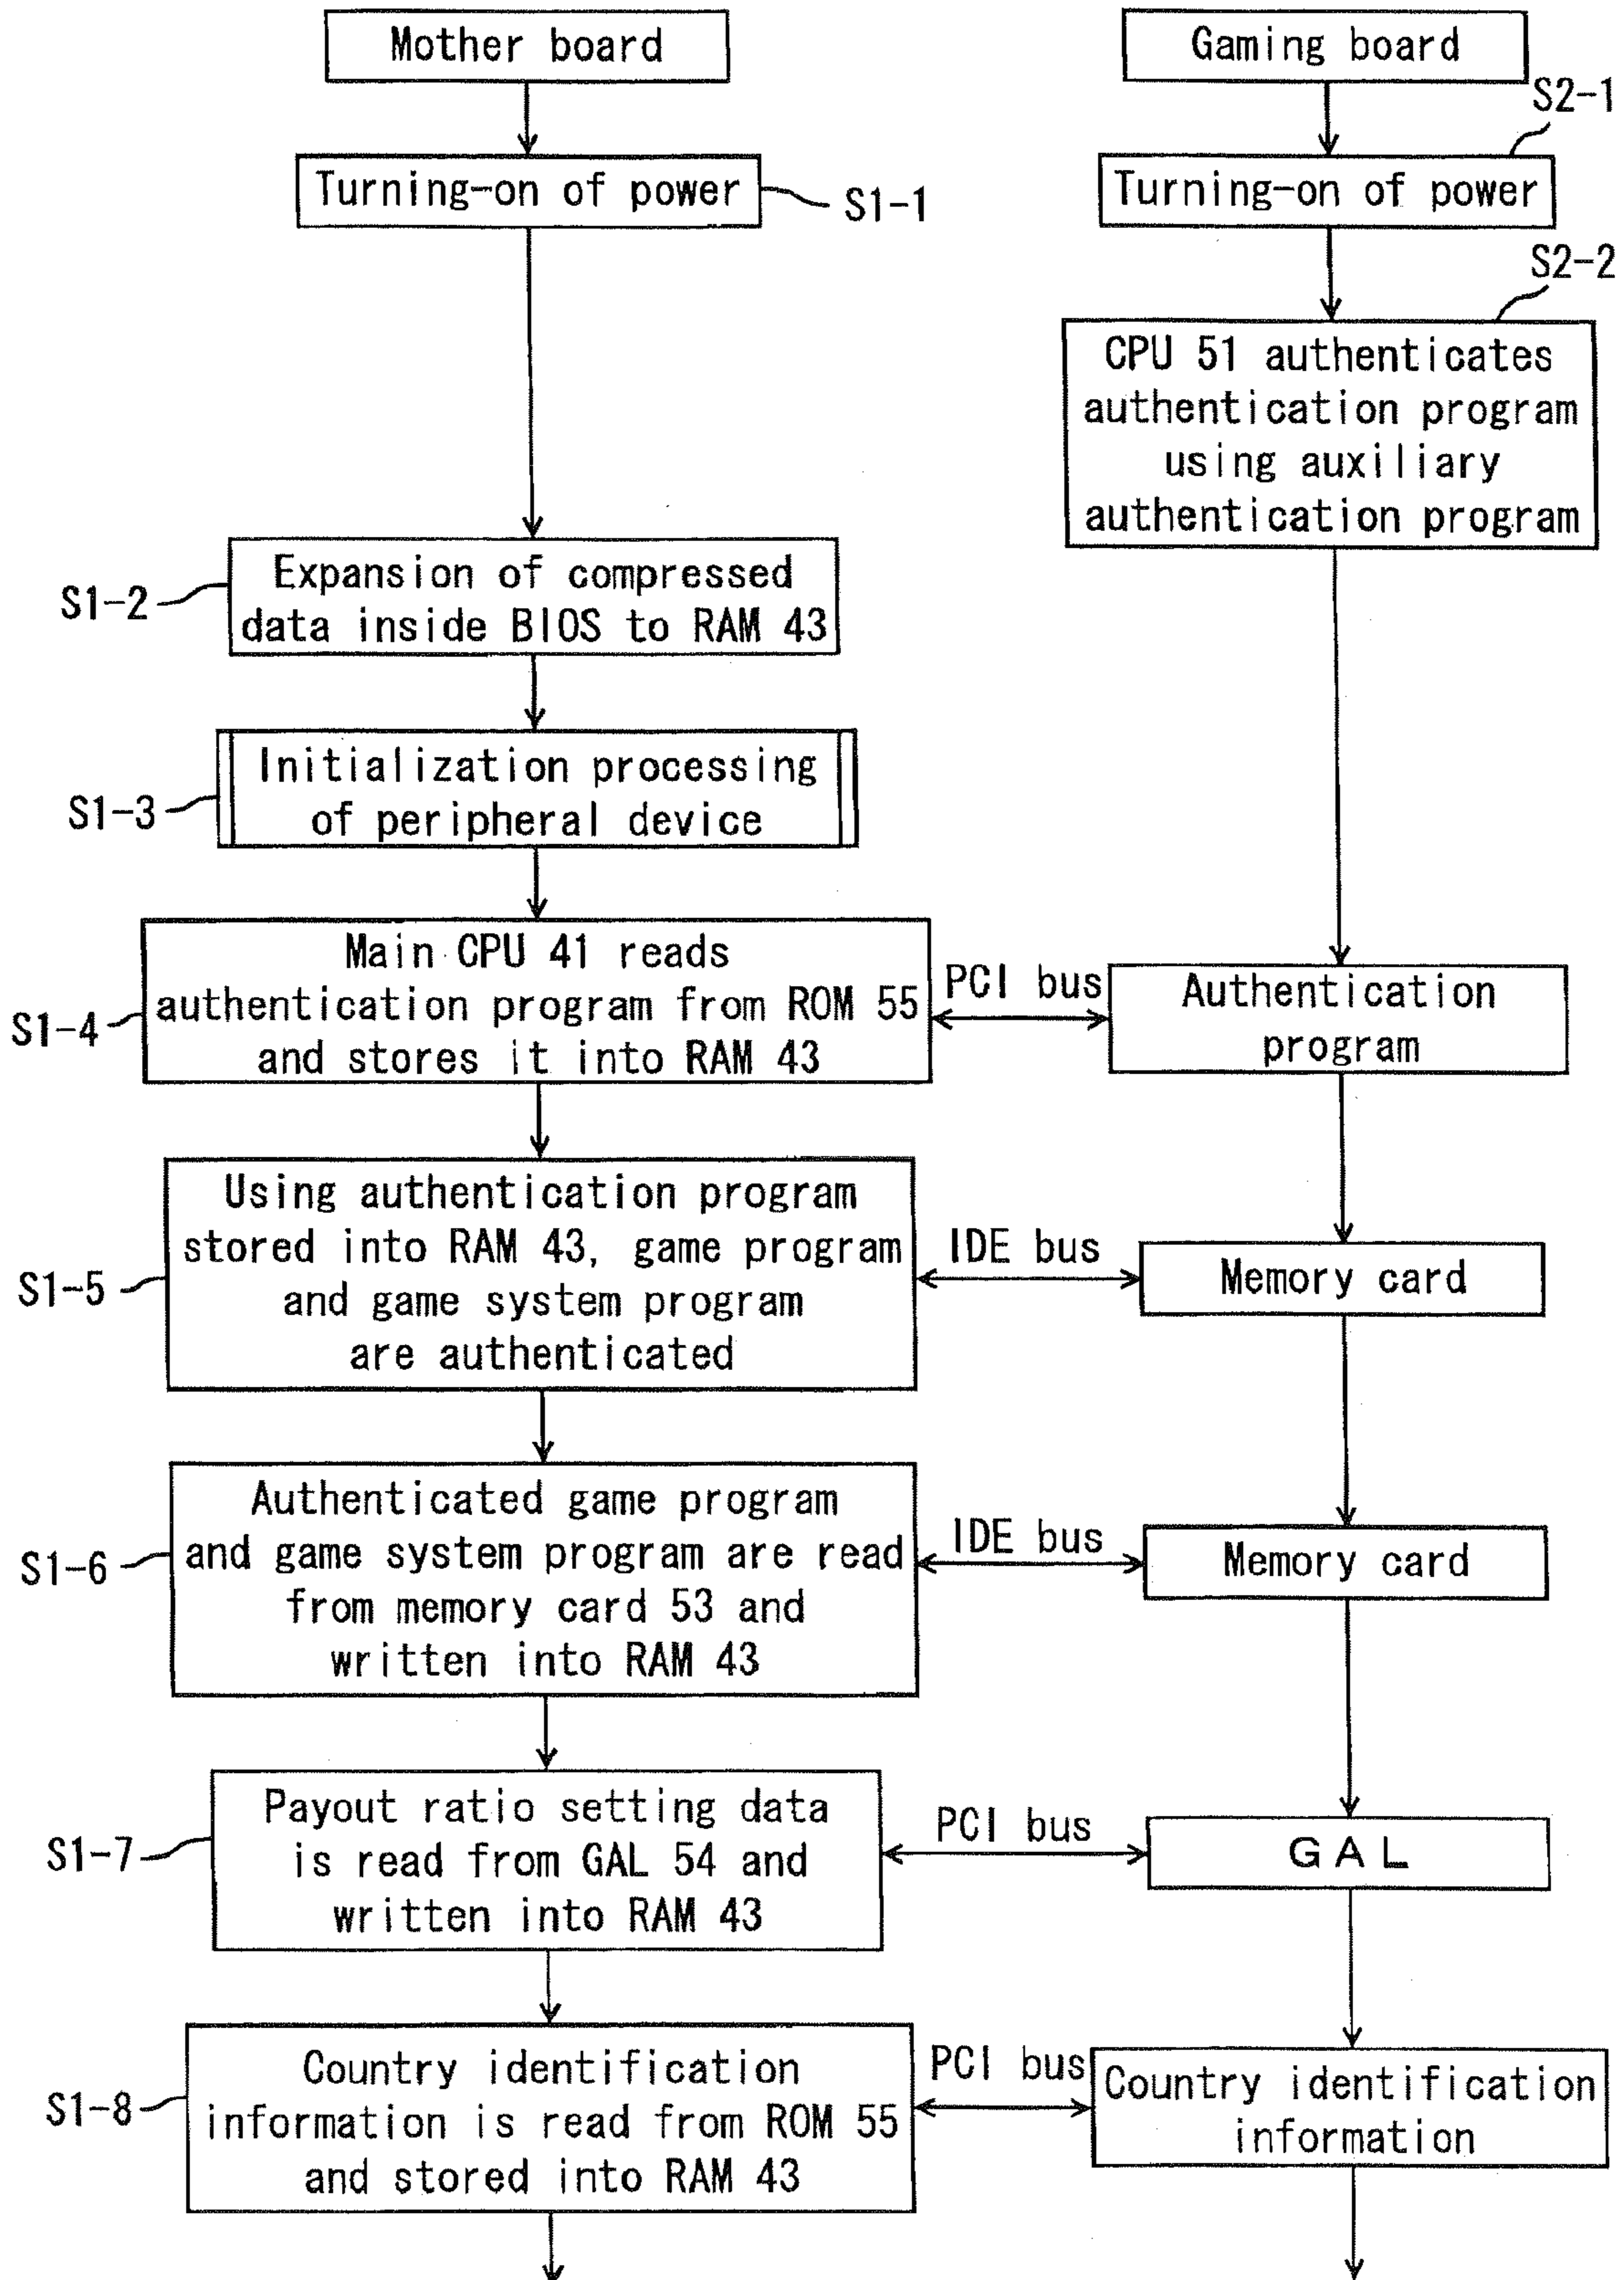 Mother board
Gaming board
S2-1
Turning-on of power
S1-1
Turning-on of power
S2-2
CPU 51 authenticates
authentication program
using auxiliary
authentication program
S1-2
Expansion of compressed
data inside BIOS to RAM 43
S1-3
Initialization processing
of peripheral device
S1-4
Main CPU 41 reads
authentication program from ROM 55
and stores it into RAM 43
PCI bus
Authentication
program
S1-5
Using authentication program
stored into RAM 43, game program
and game system program
are authenticated
IDE bus
Memory card
S1-6
Authenticated game program
and game system program are read
from memory card 53 and
written into RAM 43
IDE bus
Memory card
S1-7
Payout ratio setting data
is read from GAL 54 and
written into RAM 43
PCI bus
GAL
S1-8
Country identification
information is read from ROM 55
and stored into RAM 43
PCI bus
Country identification
information